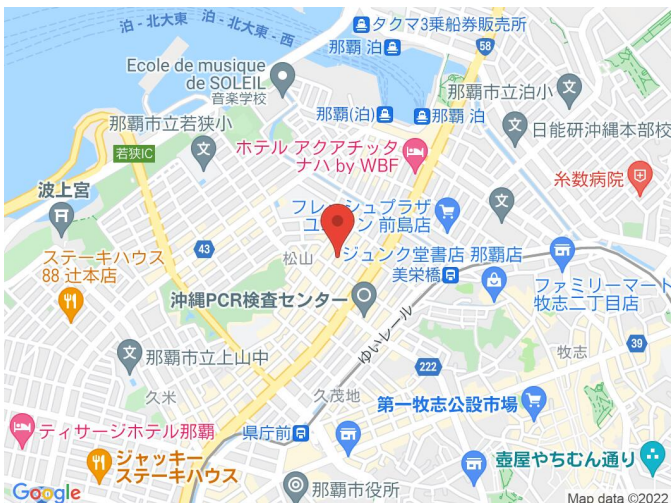 泊 - 北大東
泊 - 北大東 - 西
タクマ3乗船券販売所
那覇 泊
58
Ecole de musique
de SOLEIL
音楽学校
那覇市立泊小
那覇(泊)
那覇 泊
日能研沖縄本部校
那覇市立若狭小
若狭IC
ホテル アクアチッタ
ナハ by WBF
糸数病院
波上宮
フレッシュプラザ
ユニオン 前島店
43
松山
ジュンク堂書店 那覇店
美栄橋
ステーキハウス
88 辻本店
沖縄PCR検査センター
ファミリーマート
牧志二丁目店
ゆいレール
那覇市立上山中
222
牧志
39
久米
久茂地
第一牧志公設市場
ティサージホテル那覇
県庁前
ジャッキー
ステーキハウス
壺屋やちむん通り
那覇市役所
Google
Map data ©2022